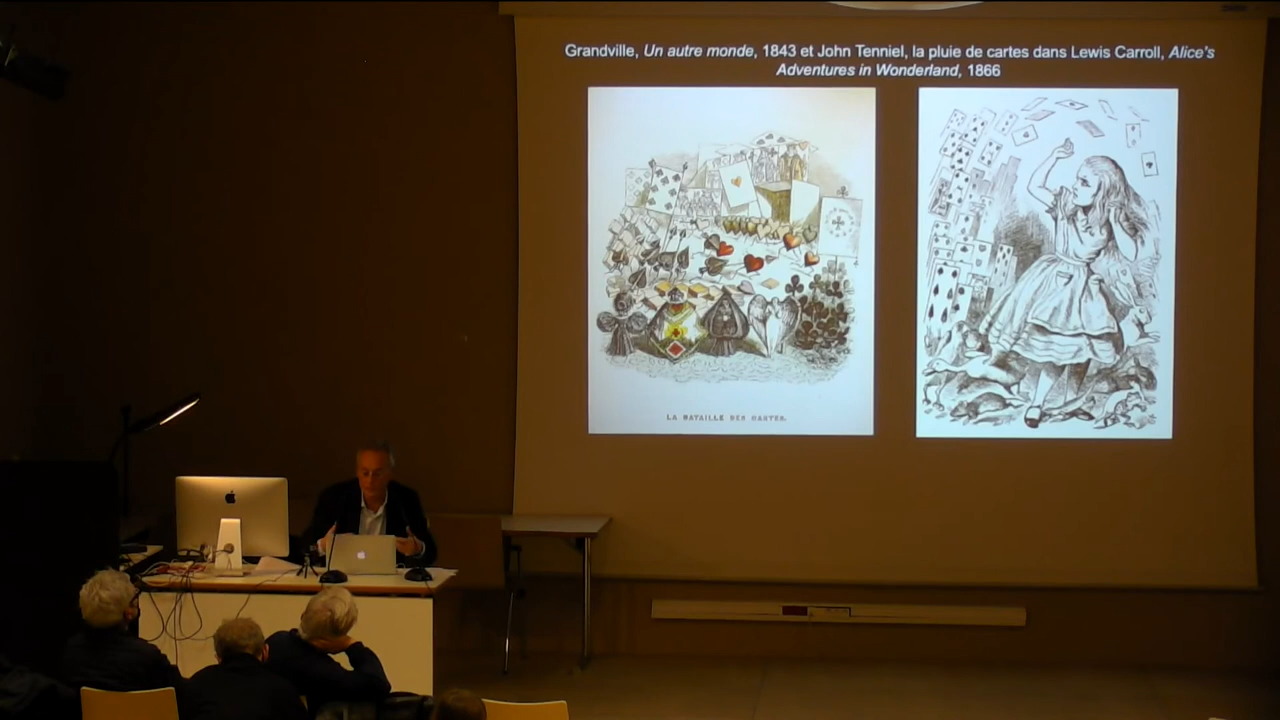 Grandville, Un autre monde, 1843 et John Tenniel, la pluie de cartes dans Lewis Carroll, Alice's
Adventures in Wonderland, 1866
LA BATAILLE DES CARTES.